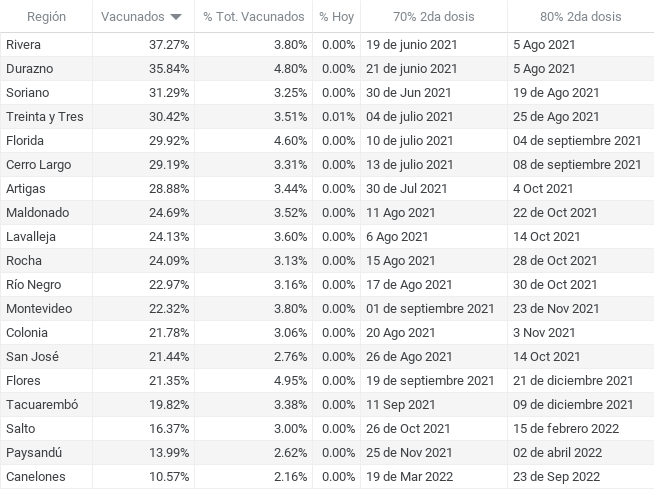 Región Vacunados % Tot. Vacunados % Hoy 70% 2da dosis 80% 2da dosis
Rivera 37.27% 3.80% 0.00% 19 de junio 2021 5 Ago 2021
Durazno 35.84% 4.80% 0.00% 21 de junio 2021 5 Ago 2021
Soriano 31.29% 3.25% 0.00% 30 de Jun 2021 19 de Ago 2021
Treinta y Tres 30.42% 3.51% 0.01% 04 de julio 2021 25 de Ago 2021
Florida 29.92% 4.60% 0.00% 10 de julio 2021 04 de septiembre 2021
Cerro Largo 29.19% 3.31% 0.00% 13 de julio 2021 08 de septiembre 2021
Artigas 28.88% 3.44% 0.00% 30 de Jul 2021 4 Oct 2021
Maldonado 24.69% 3.52% 0.00% 11 Ago 2021 22 de Oct 2021
Lavalleja 24.13% 3.60% 0.00% 6 Ago 2021 14 Oct 2021
Rocha 24.09% 3.13% 0.00% 15 Ago 2021 28 de Oct 2021
Río Negro 22.97% 3.16% 0.00% 17 de Ago 2021 30 de Oct 2021
Montevideo 22.32% 3.80% 0.00% 01 de septiembre 2021 23 de Nov 2021
Colonia 21.78% 3.06% 0.00% 20 Ago 2021 3 Nov 2021
San José 21.44% 2.76% 0.00% 26 de Ago 2021 14 Oct 2021
Flores 21.35% 4.95% 0.00% 19 de septiembre 2021 21 de diciembre 2021
Tacuarembó 19.82% 3.38% 0.00% 11 Sep 2021 09 de diciembre 2021
Salto 16.37% 3.00% 0.00% 26 de Oct 2021 15 de febrero 2022
Paysandú 13.99% 2.62% 0.00% 25 de Nov 2021 02 de abril 2022
Canelones 10.57% 2.16% 0.00% 19 de Mar 2022 23 de Sep 2022